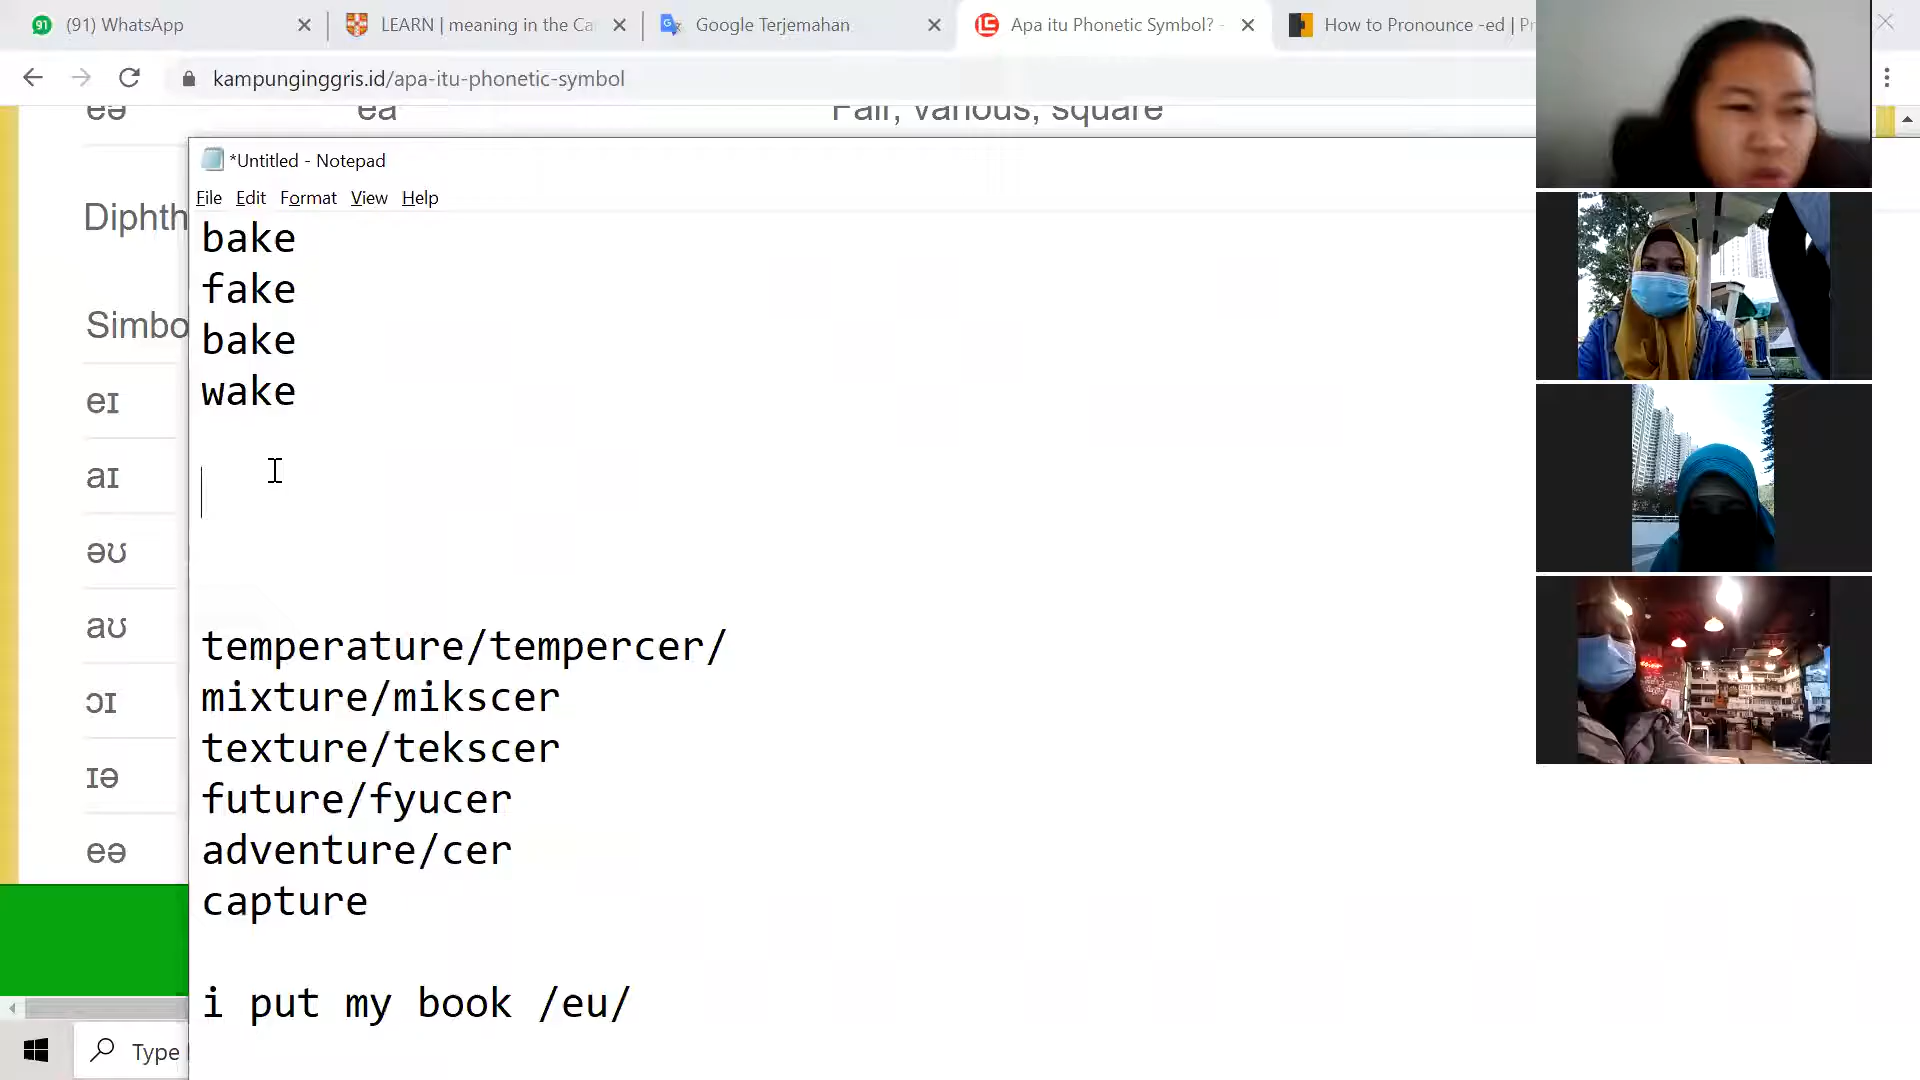 (91) WhatsApp
LEARN | meaning in the Ca
Google Terjemahan
Apa itu Phonetic Symbol? -
How to Pronounce -ed | Pr
kampunginggris.id/apa-itu-phonetic-symbol
eə ea Fair, various, square
*Untitled - Notepad
File Edit Format View Help
Diphth
Simbo
eɪ
aɪ
əʊ
aʊ
ɔɪ
ɪə
eə
bake
fake
bake
wake
temperature/tempercer/
mixture/mikscer
texture/tekscer
future/fyucer
adventure/cer
capture
i put my book /eu/
Type